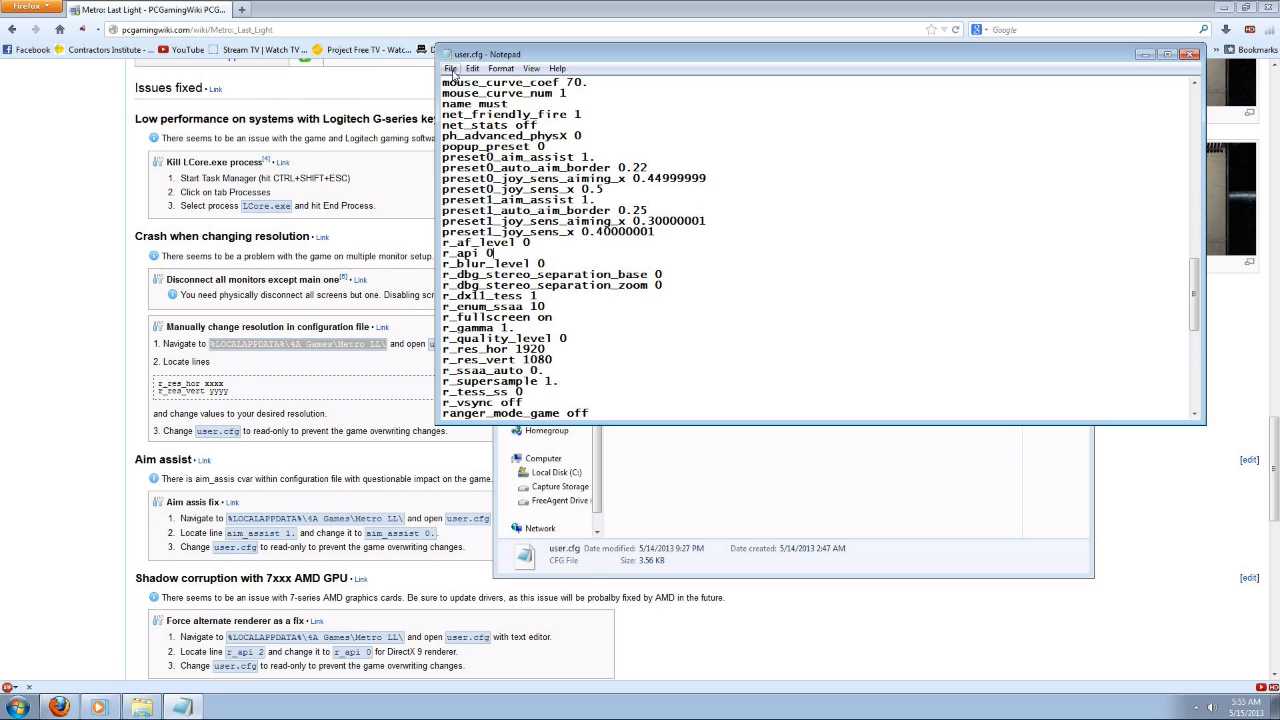 Firefox
Metro: Last Light - PCGamingWiki PCG...
pcgamingwiki.com/wiki/Metro:_Last_Light
Google
Facebook
Contractors Institute - ...
YouTube
Stream TV | Watch TV ...
Project Free TV - Watc...
Bookmarks
Issues fixed
Link
Low performance on systems with Logitech G-series ke
There seems to be an issue with the game and Logitech gaming softwa
Kill LCore.exe process[4]
Link
1. Start Task Manager (hit CTRL+SHIFT+ESC)
2. Click on tab Processes
3. Select process LCore.exe and hit End Process.
Crash when changing resolution
Link
There seems to be a problem with the game on multiple monitor setup.
Disconnect all monitors except main one[5]
Link
You need physically disconnect all screens but one. Disabling scr
Manually change resolution in configuration file
Link
1. Navigate to %LOCALAPPDATA%\4A Games\Metro LL\ and open
2. Locate lines
r_res_hor xxxx
r_res_vert yyyy
and change values to your desired resolution.
3. Change user.cfg to read-only to prevent the game overwriting changes.
Aim assist
Link
[edit]
There is aim_assis cvar within configuration file with questionable impact on the game.
Aim assis fix
Link
1. Navigate to %LOCALAPPDATA%\4A Games\Metro LL\ and open user.cfg
2. Locate line aim_assist 1. and change it to aim_assist 0.
3. Change user.cfg to read-only to prevent the game overwriting changes.
Shadow corruption with 7xxx AMD GPU
Link
[edit]
There seems to be an issue with 7-series AMD graphics cards. Be sure to update drivers, as this issue will be probalby fixed by AMD in the future.
Force alternate renderer as a fix
Link
1. Navigate to %LOCALAPPDATA%\4A Games\Metro LL\ and open user.cfg with text editor.
2. Locate line r_api 2 and change it to r_api 0 for DirectX 9 renderer.
3. Change user.cfg to read-only to prevent the game overwriting changes.
user.cfg - Notepad
File Edit Format View Help
mouse_curve_coef 70.
mouse_curve_num 1
name must
net_friendly_fire 1
net_stats off
ph_advanced_physX 0
popup_preset 0
preset0_aim_assist 1.
preset0_auto_aim_border 0.22
preset0_joy_sens_aiming_x 0.44999999
preset0_joy_sens_x 0.5
preset1_aim_assist 1.
preset1_auto_aim_border 0.25
preset1_joy_sens_aiming_x 0.30000001
preset1_joy_sens_x 0.40000001
r_af_level 0
r_api 0
r_blur_level 0
r_dbg_stereo_separation_base 0
r_dbg_stereo_separation_zoom 0
r_dx11_tess 1
r_enum_ssaa 10
r_fullscreen on
r_gamma 1.
r_quality_level 0
r_res_hor 1920
r_res_vert 1080
r_ssaa_auto 0.
r_supersample 1.
r_tess_ss 0
r_vsync off
ranger_mode_game off
Homegroup
Computer
Local Disk (C:)
Capture Storage
FreeAgent Drive
Network
user.cfg Date modified: 5/14/2013 9:27 PM Date created: 5/14/2013 2:47 AM
CFG File Size: 3.56 KB
5:55 AM
5/15/2013